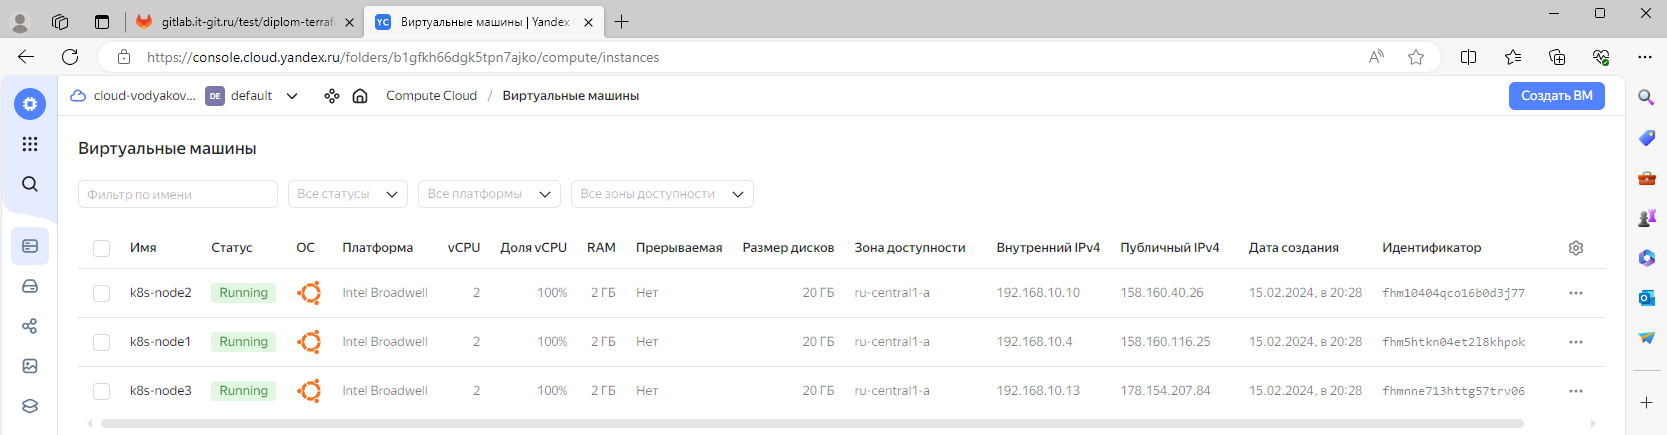 gitlab.it-git.ru/test/diplom-terrafo
YC Виртуальные машины | Yandex
https://console.cloud.yandex.ru/folders/b1gfkh66dgk5tpn7ajko/compute/instances
cloud-vodyakov... DE default Compute Cloud / Виртуальные машины Создать ВМ
Виртуальные машины
Фильтр по имени Все статусы Все платформы Все зоны доступности
Имя Статус ОС Платформа vCPU Доля vCPU RAM Прерываемая Размер дисков Зона доступности Внутренний IPv4 Публичный IPv4 Дата создания Идентификатор
k8s-node2 Running Intel Broadwell 2 100% 2 ГБ Нет 20 ГБ ru-central1-a 192.168.10.10 158.160.40.26 15.02.2024, в 20:28 fhm10404qco16b0d3j77
k8s-node1 Running Intel Broadwell 2 100% 2 ГБ Нет 20 ГБ ru-central1-a 192.168.10.4 158.160.116.25 15.02.2024, в 20:28 fhm5htkn04et2l8khpok
k8s-node3 Running Intel Broadwell 2 100% 2 ГБ Нет 20 ГБ ru-central1-a 192.168.10.13 178.154.207.84 15.02.2024, в 20:28 fhmnne713httg57trv06